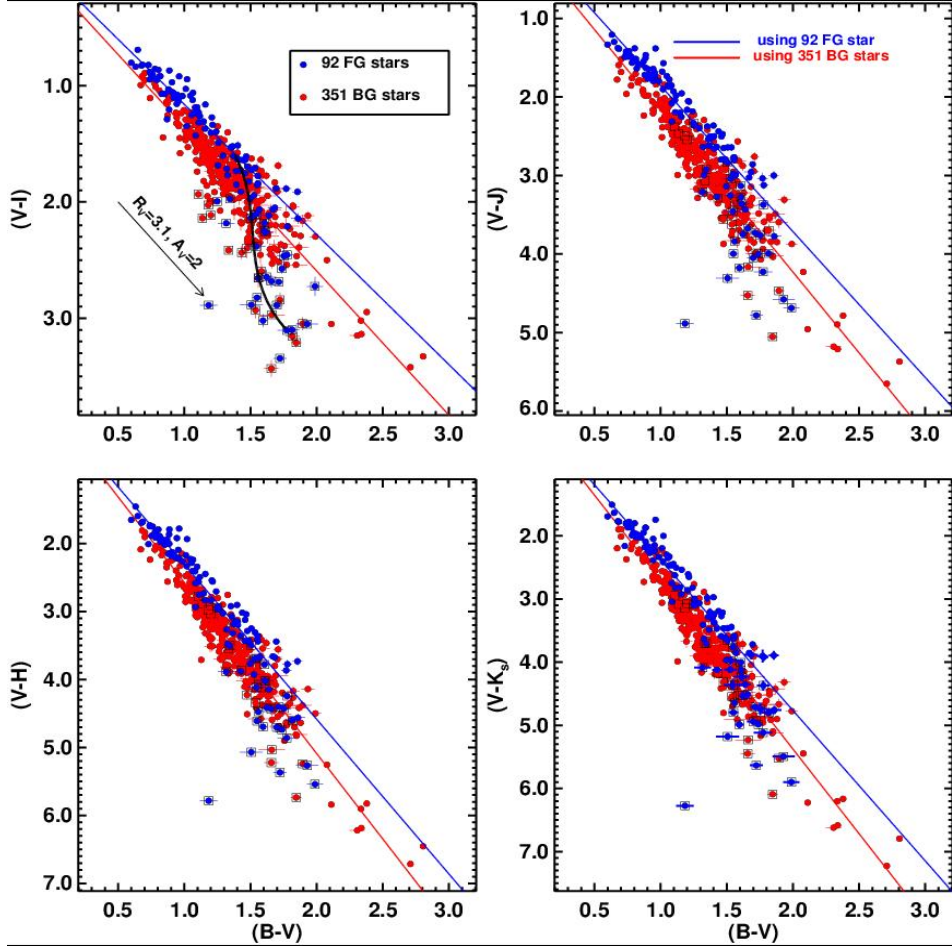 92 FG stars
351 BG stars
R_V=3.1, A_V=2
(V-I)
1.0
2.0
3.0
0.5 1.0 1.5 2.0 2.5 3.0
using 92 FG star
using 351 BG stars
(V-J)
1.0
2.0
3.0
4.0
5.0
6.0
0.5 1.0 1.5 2.0 2.5 3.0
(V-H)
2.0
3.0
4.0
5.0
6.0
7.0
0.5 1.0 1.5 2.0 2.5 3.0
(B-V)
(V-K_s)
2.0
3.0
4.0
5.0
6.0
7.0
0.5 1.0 1.5 2.0 2.5 3.0
(B-V)